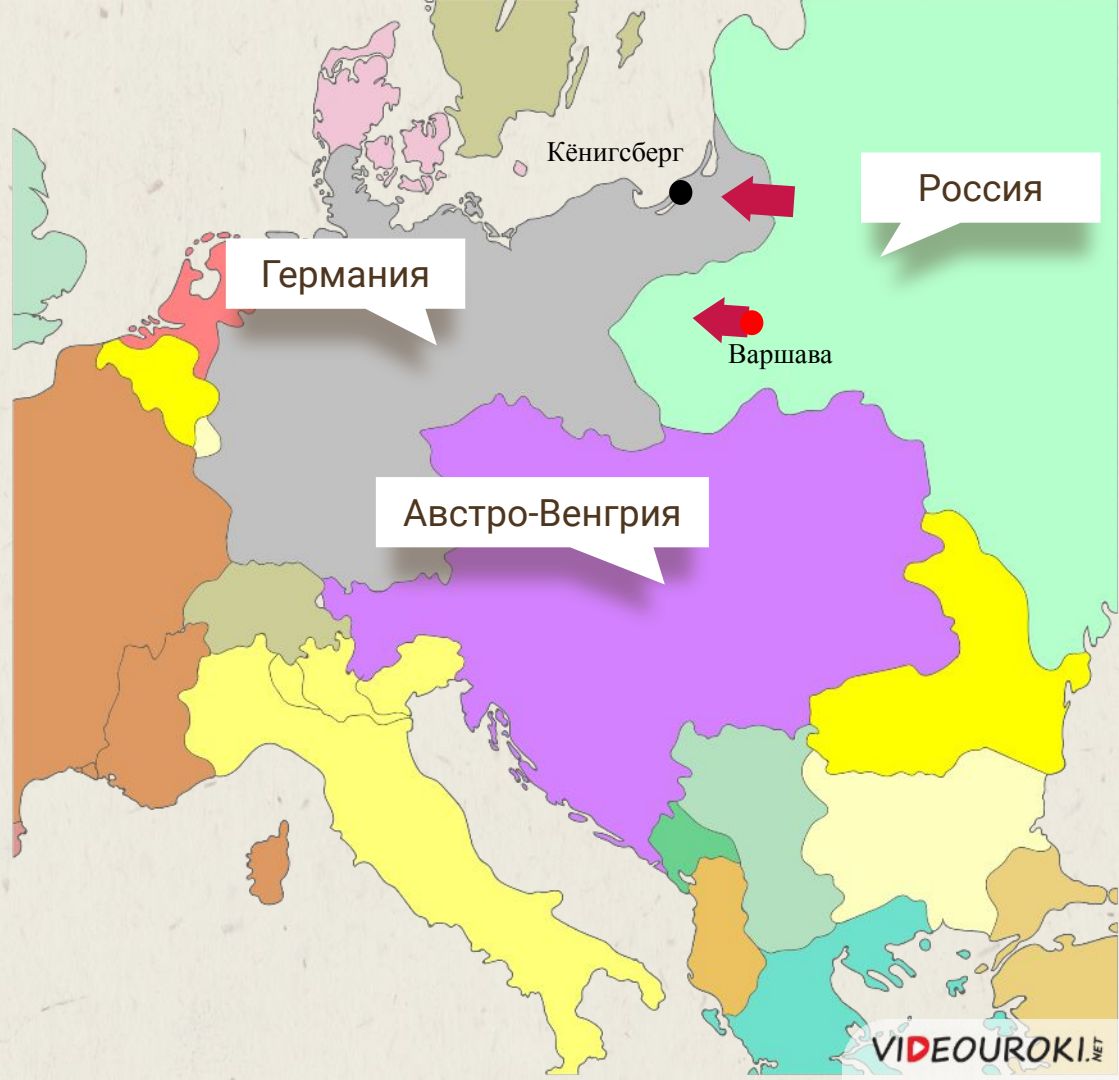 Кёнигсберг
Россия
Германия
Варшава
Австро-Венгрия
VIDEOUROKI.NET